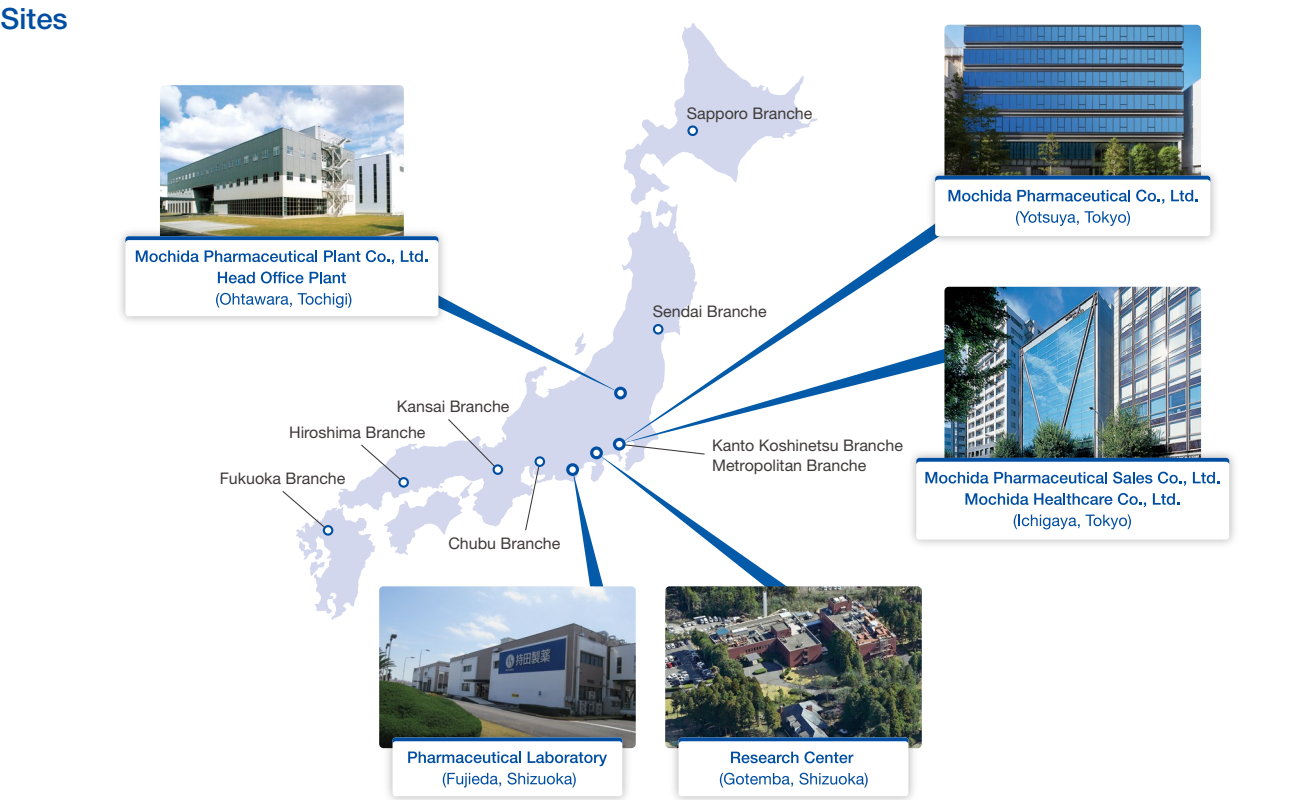 Sites
Sapporo Branche
Mochida Pharmaceutical Co., Ltd.
(Yotsuya, Tokyo)
Mochida Pharmaceutical Plant Co., Ltd.
Head Office Plant
(Ohtawara, Tochigi)
Sendai Branche
Kansai Branche
Hiroshima Branche
Fukuoka Branche
Chubu Branche
Kanto Koshinetsu Branche
Metropolitan Branche
Mochida Pharmaceutical Sales Co., Ltd.
Mochida Healthcare Co., Ltd.
(Ichigaya, Tokyo)
持田製薬
Pharmaceutical Laboratory
(Fujieda, Shizuoka)
Research Center
(Gotemba, Shizuoka)